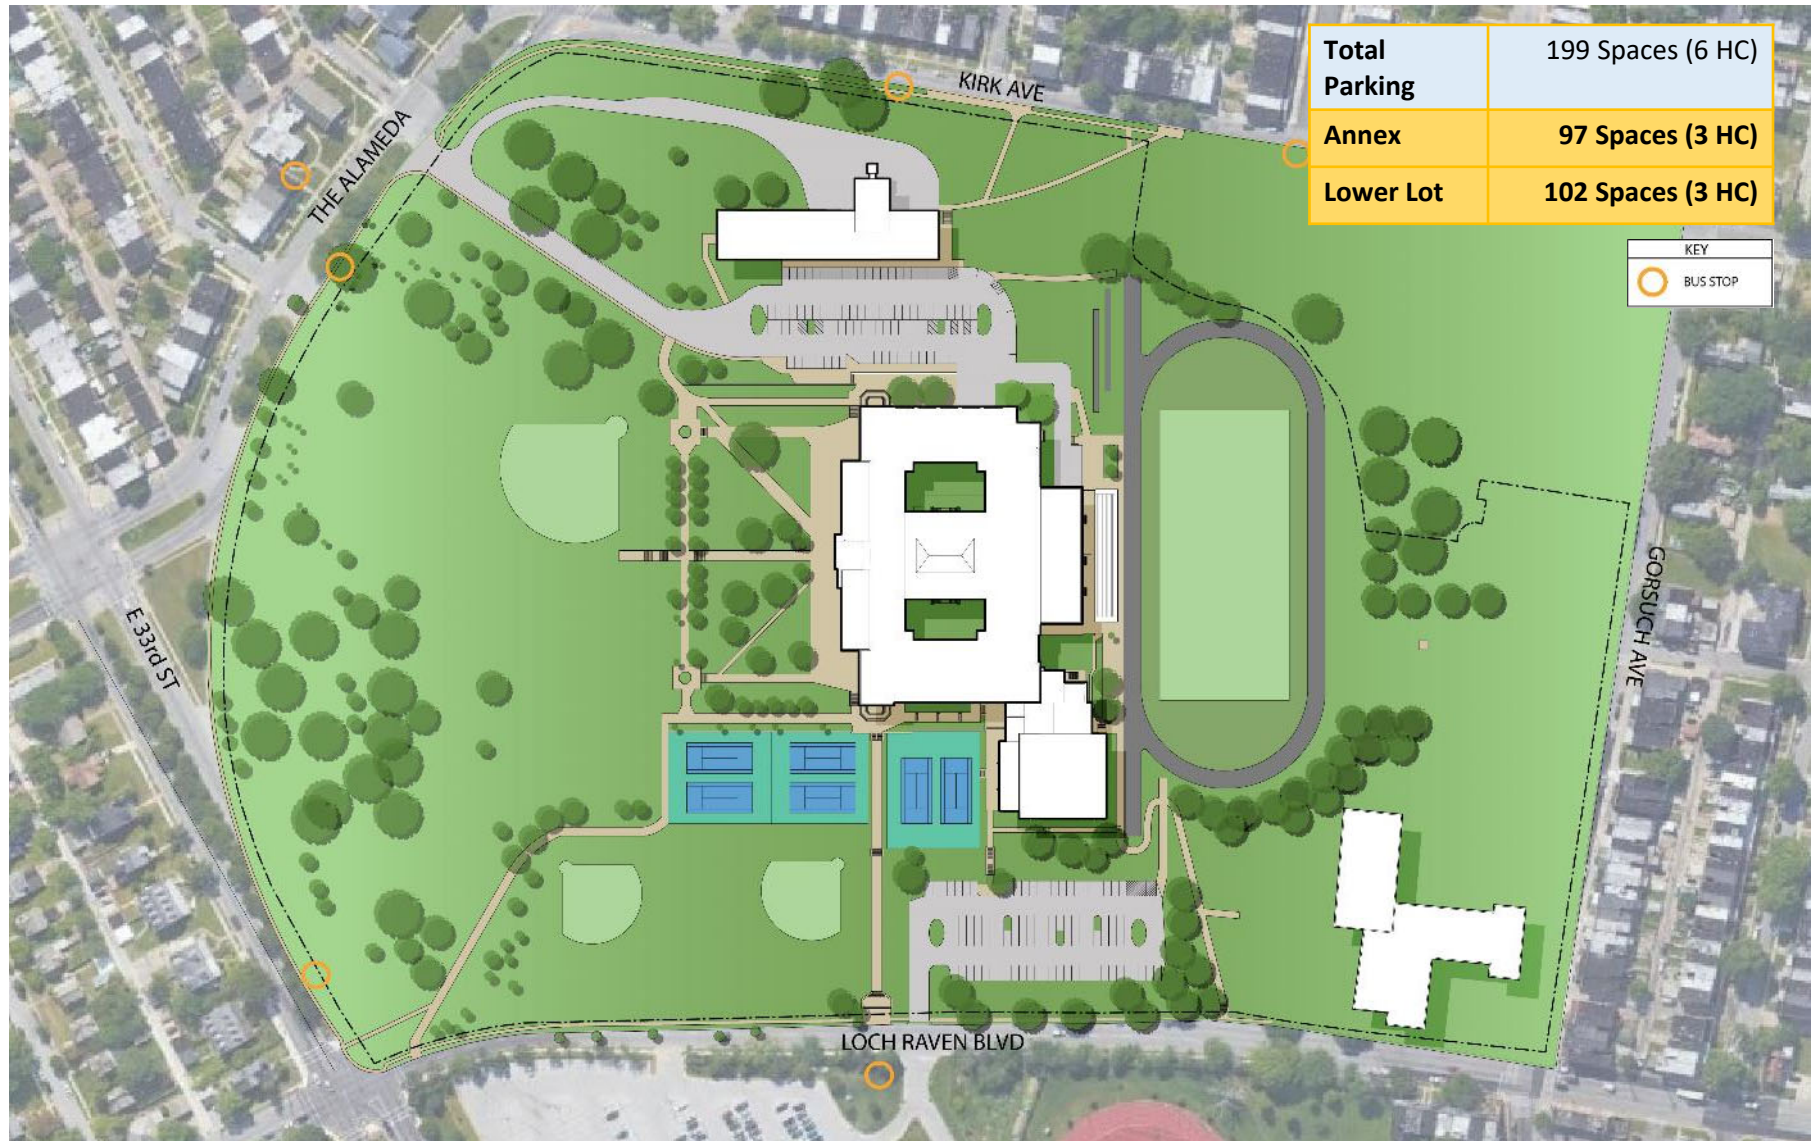 Total
Parking
199 Spaces (6 HC)
Annex
97 Spaces (3 HC)
Lower Lot
102 Spaces (3 HC)
KEY
BUS STOP
KIRK AVE
THE ALAMEDA
E 33rd ST
GORSUCH AVE
LOCH RAVEN BLVD